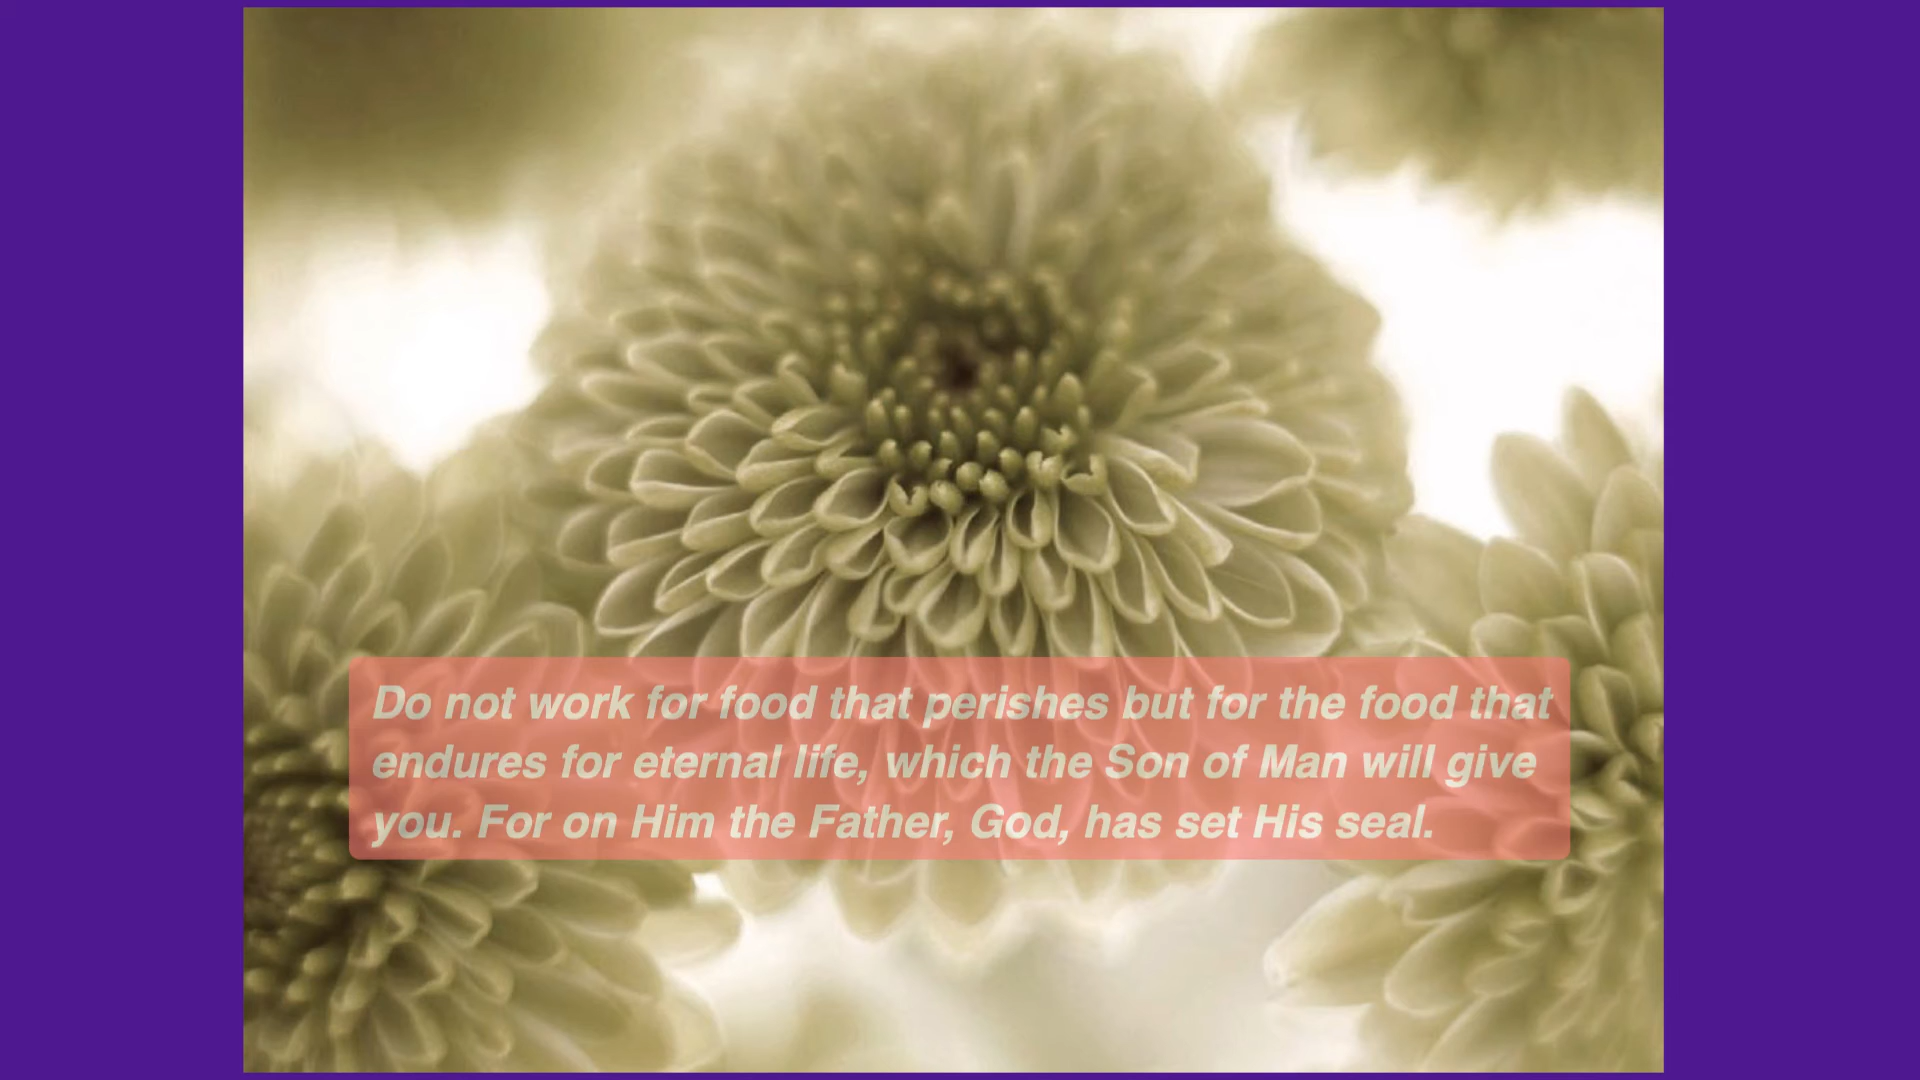 Do not work for food that perishes but for the food that
endures for eternal life, which the Son of Man will give
you. For on Him the Father, God, has set His seal.